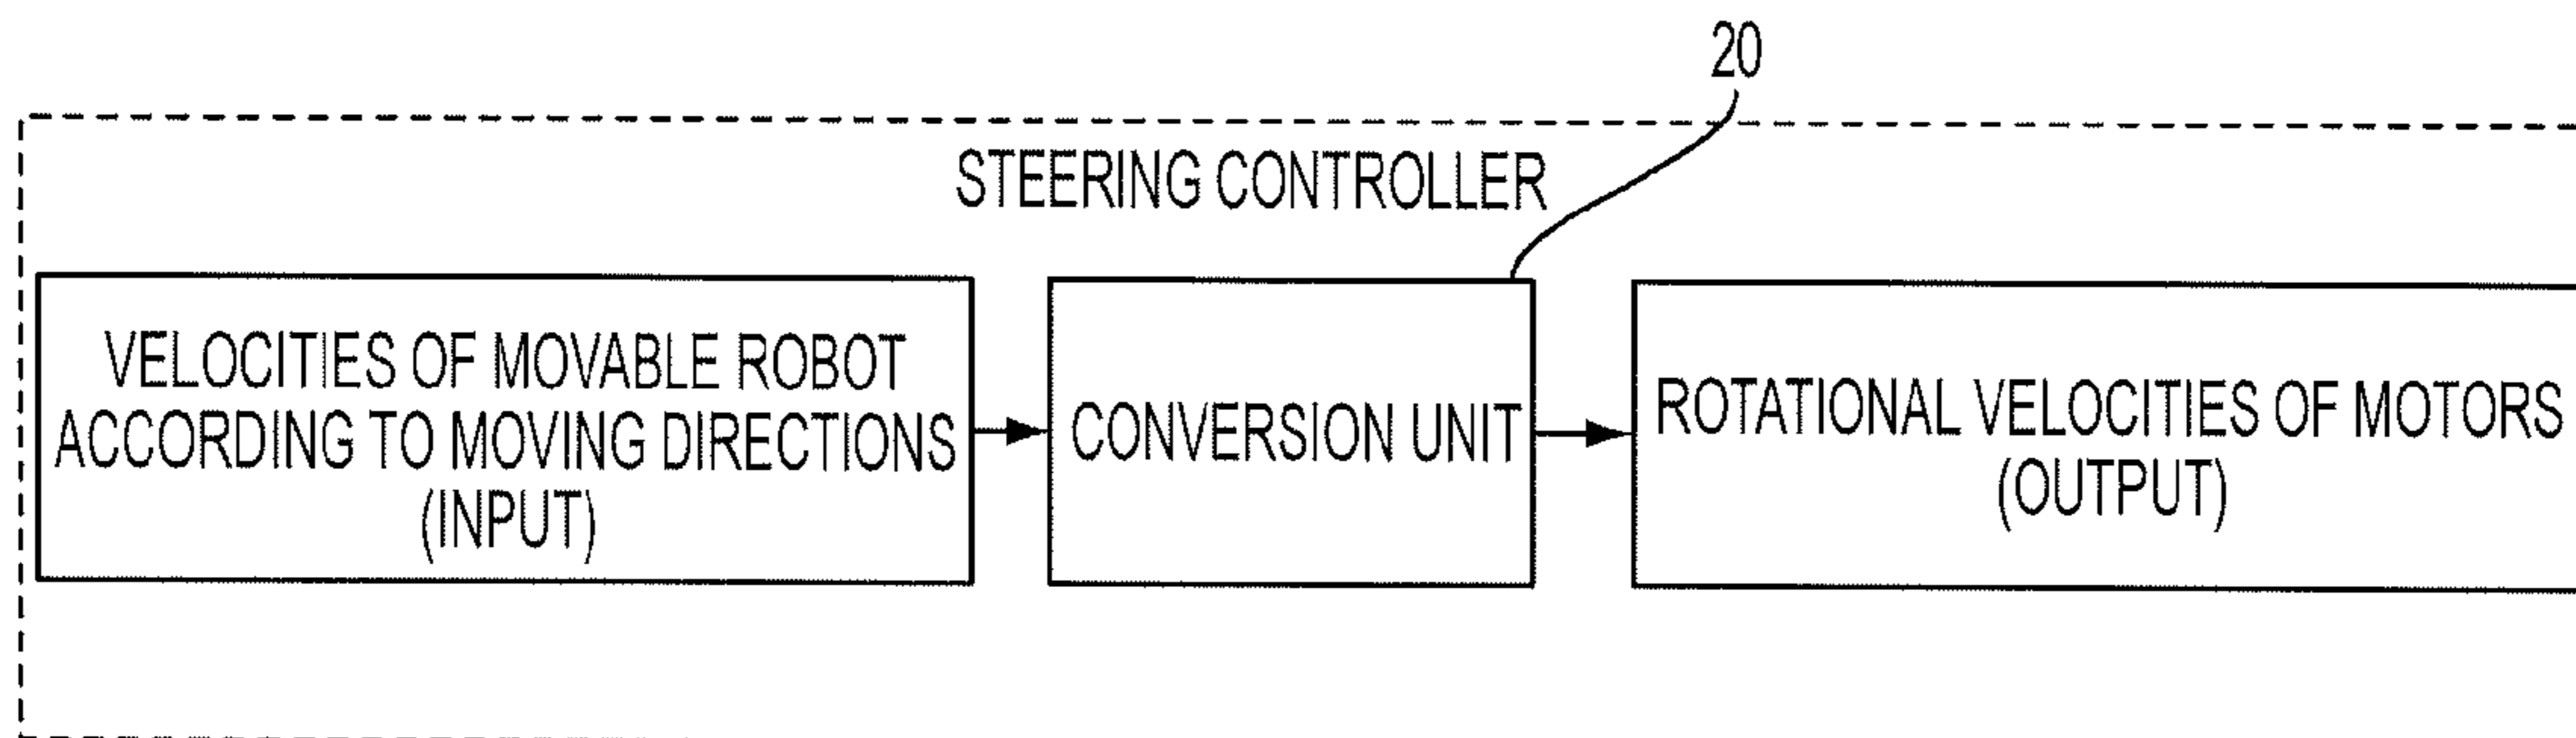 20
STEERING CONTROLLER
VELOCITIES OF MOVABLE ROBOT
ACCORDING TO MOVING DIRECTIONS
(INPUT)
CONVERSION UNIT
ROTATIONAL VELOCITIES OF MOTORS
(OUTPUT)